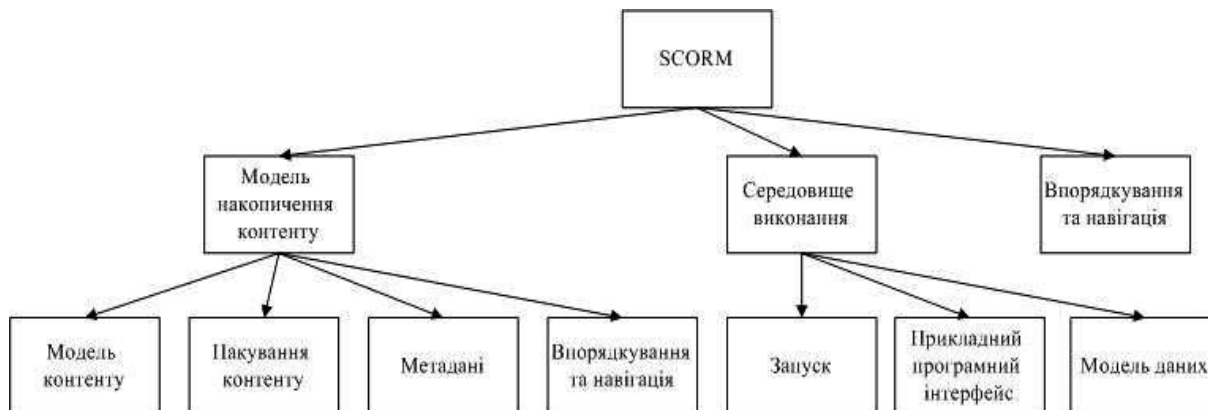 SCORM
Модель
накопичення
контенту
Середовище
виконання
Впорядкування
та навігація
Модель
контенту
Пакування
контенту
Метадані
Впорядкування
та навігація
Запуск
Прикладний
програмний
інтерфейс
Модель даних